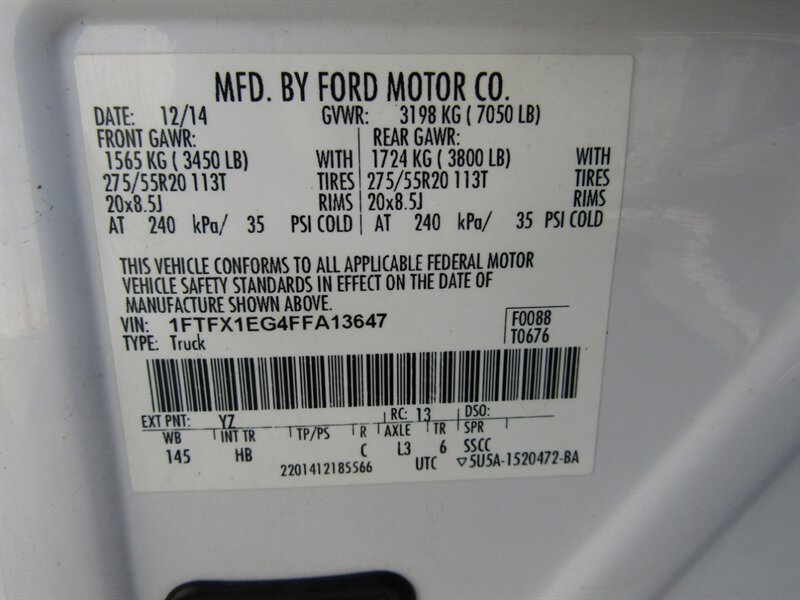 MFD. BY FORD MOTOR CO.
DATE: 12/14 GVWR: 3198 KG ( 7050 LB)
FRONT GAWR: REAR GAWR:
1565 KG ( 3450 LB) WITH 1724 KG ( 3800 LB) WITH
275/55R20 113T TIRES 275/55R20 113T TIRES
20x8.5J RIMS 20x8.5J RIMS
AT 240 kPa/ 35 PSI COLD AT 240 kPa/ 35 PSI COLD
THIS VEHICLE CONFORMS TO ALL APPLICABLE FEDERAL MOTOR
VEHICLE SAFETY STANDARDS IN EFFECT ON THE DATE OF
MANUFACTURE SHOWN ABOVE.
VIN: 1FTFX1EG4FFA13647 F0088
TYPE: Truck T0676
EXT PNT: YZ RC: 13 DSO:
WB INT TR TP/PS R AXLE TR SPR
145 HB C L3 6 SSCC
2201412185566 UTC ▽5U5A-1520472-BA